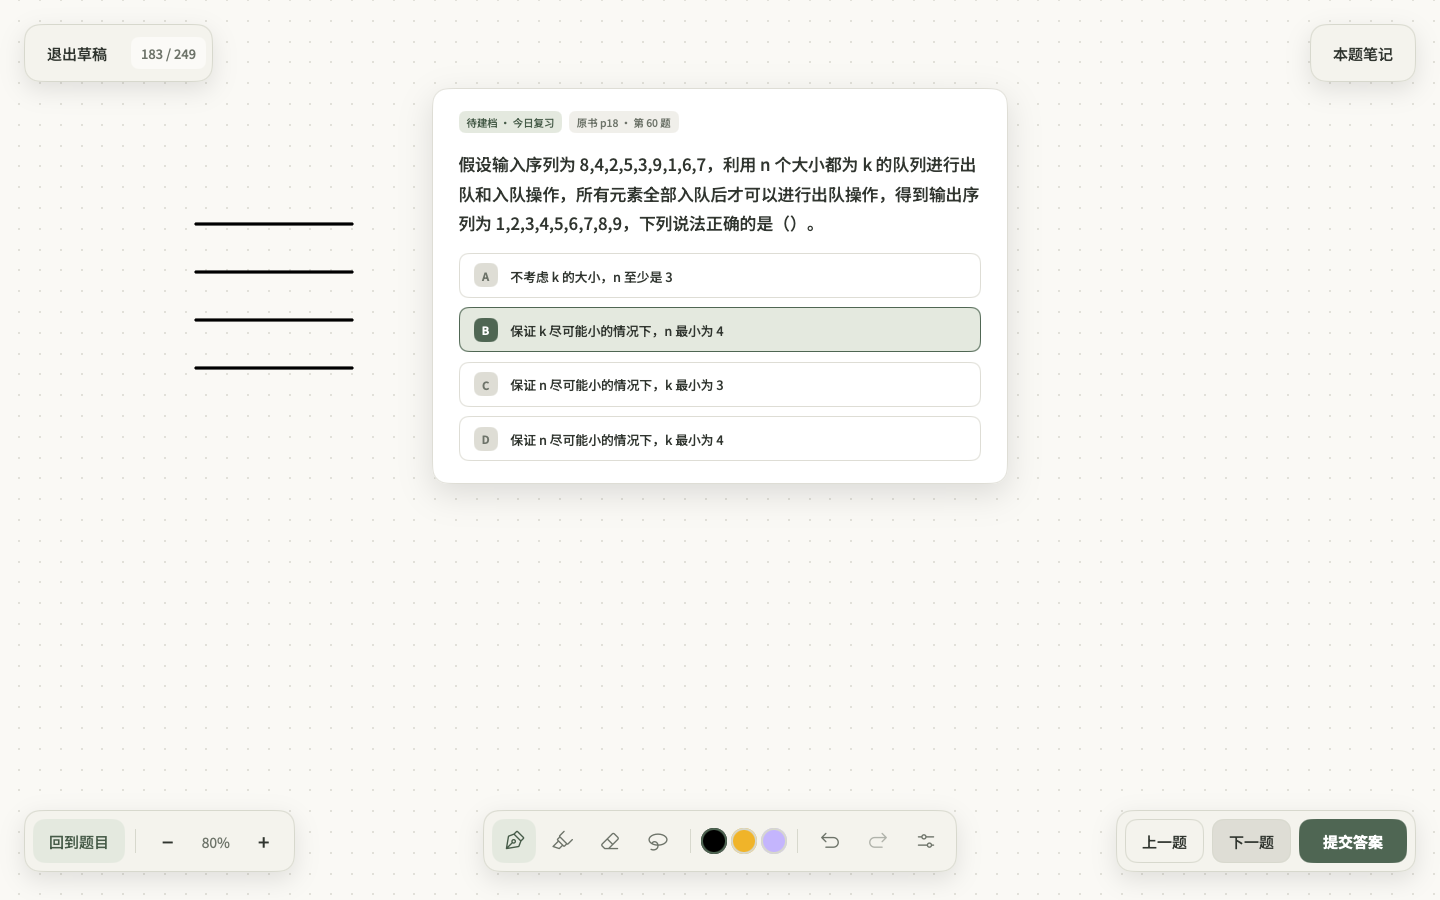 退出草稿
183 / 249
本题笔记
待建档 · 今日复习
原书 p18 · 第 60 题
假设输入序列为 8,4,2,5,3,9,1,6,7，利用 n 个大小都为 k 的队列进行出
队和入队操作，所有元素全部入队后才可以进行出队操作，得到输出序
列为 1,2,3,4,5,6,7,8,9，下列说法正确的是（）。
A 不考虑 k 的大小，n 至少是 3
B 保证 k 尽可能小的情况下，n 最小为 4
C 保证 n 尽可能小的情况下，k 最小为 3
D 保证 n 尽可能小的情况下，k 最小为 4
回到题目
− 80% +
上一题
下一题
提交答案